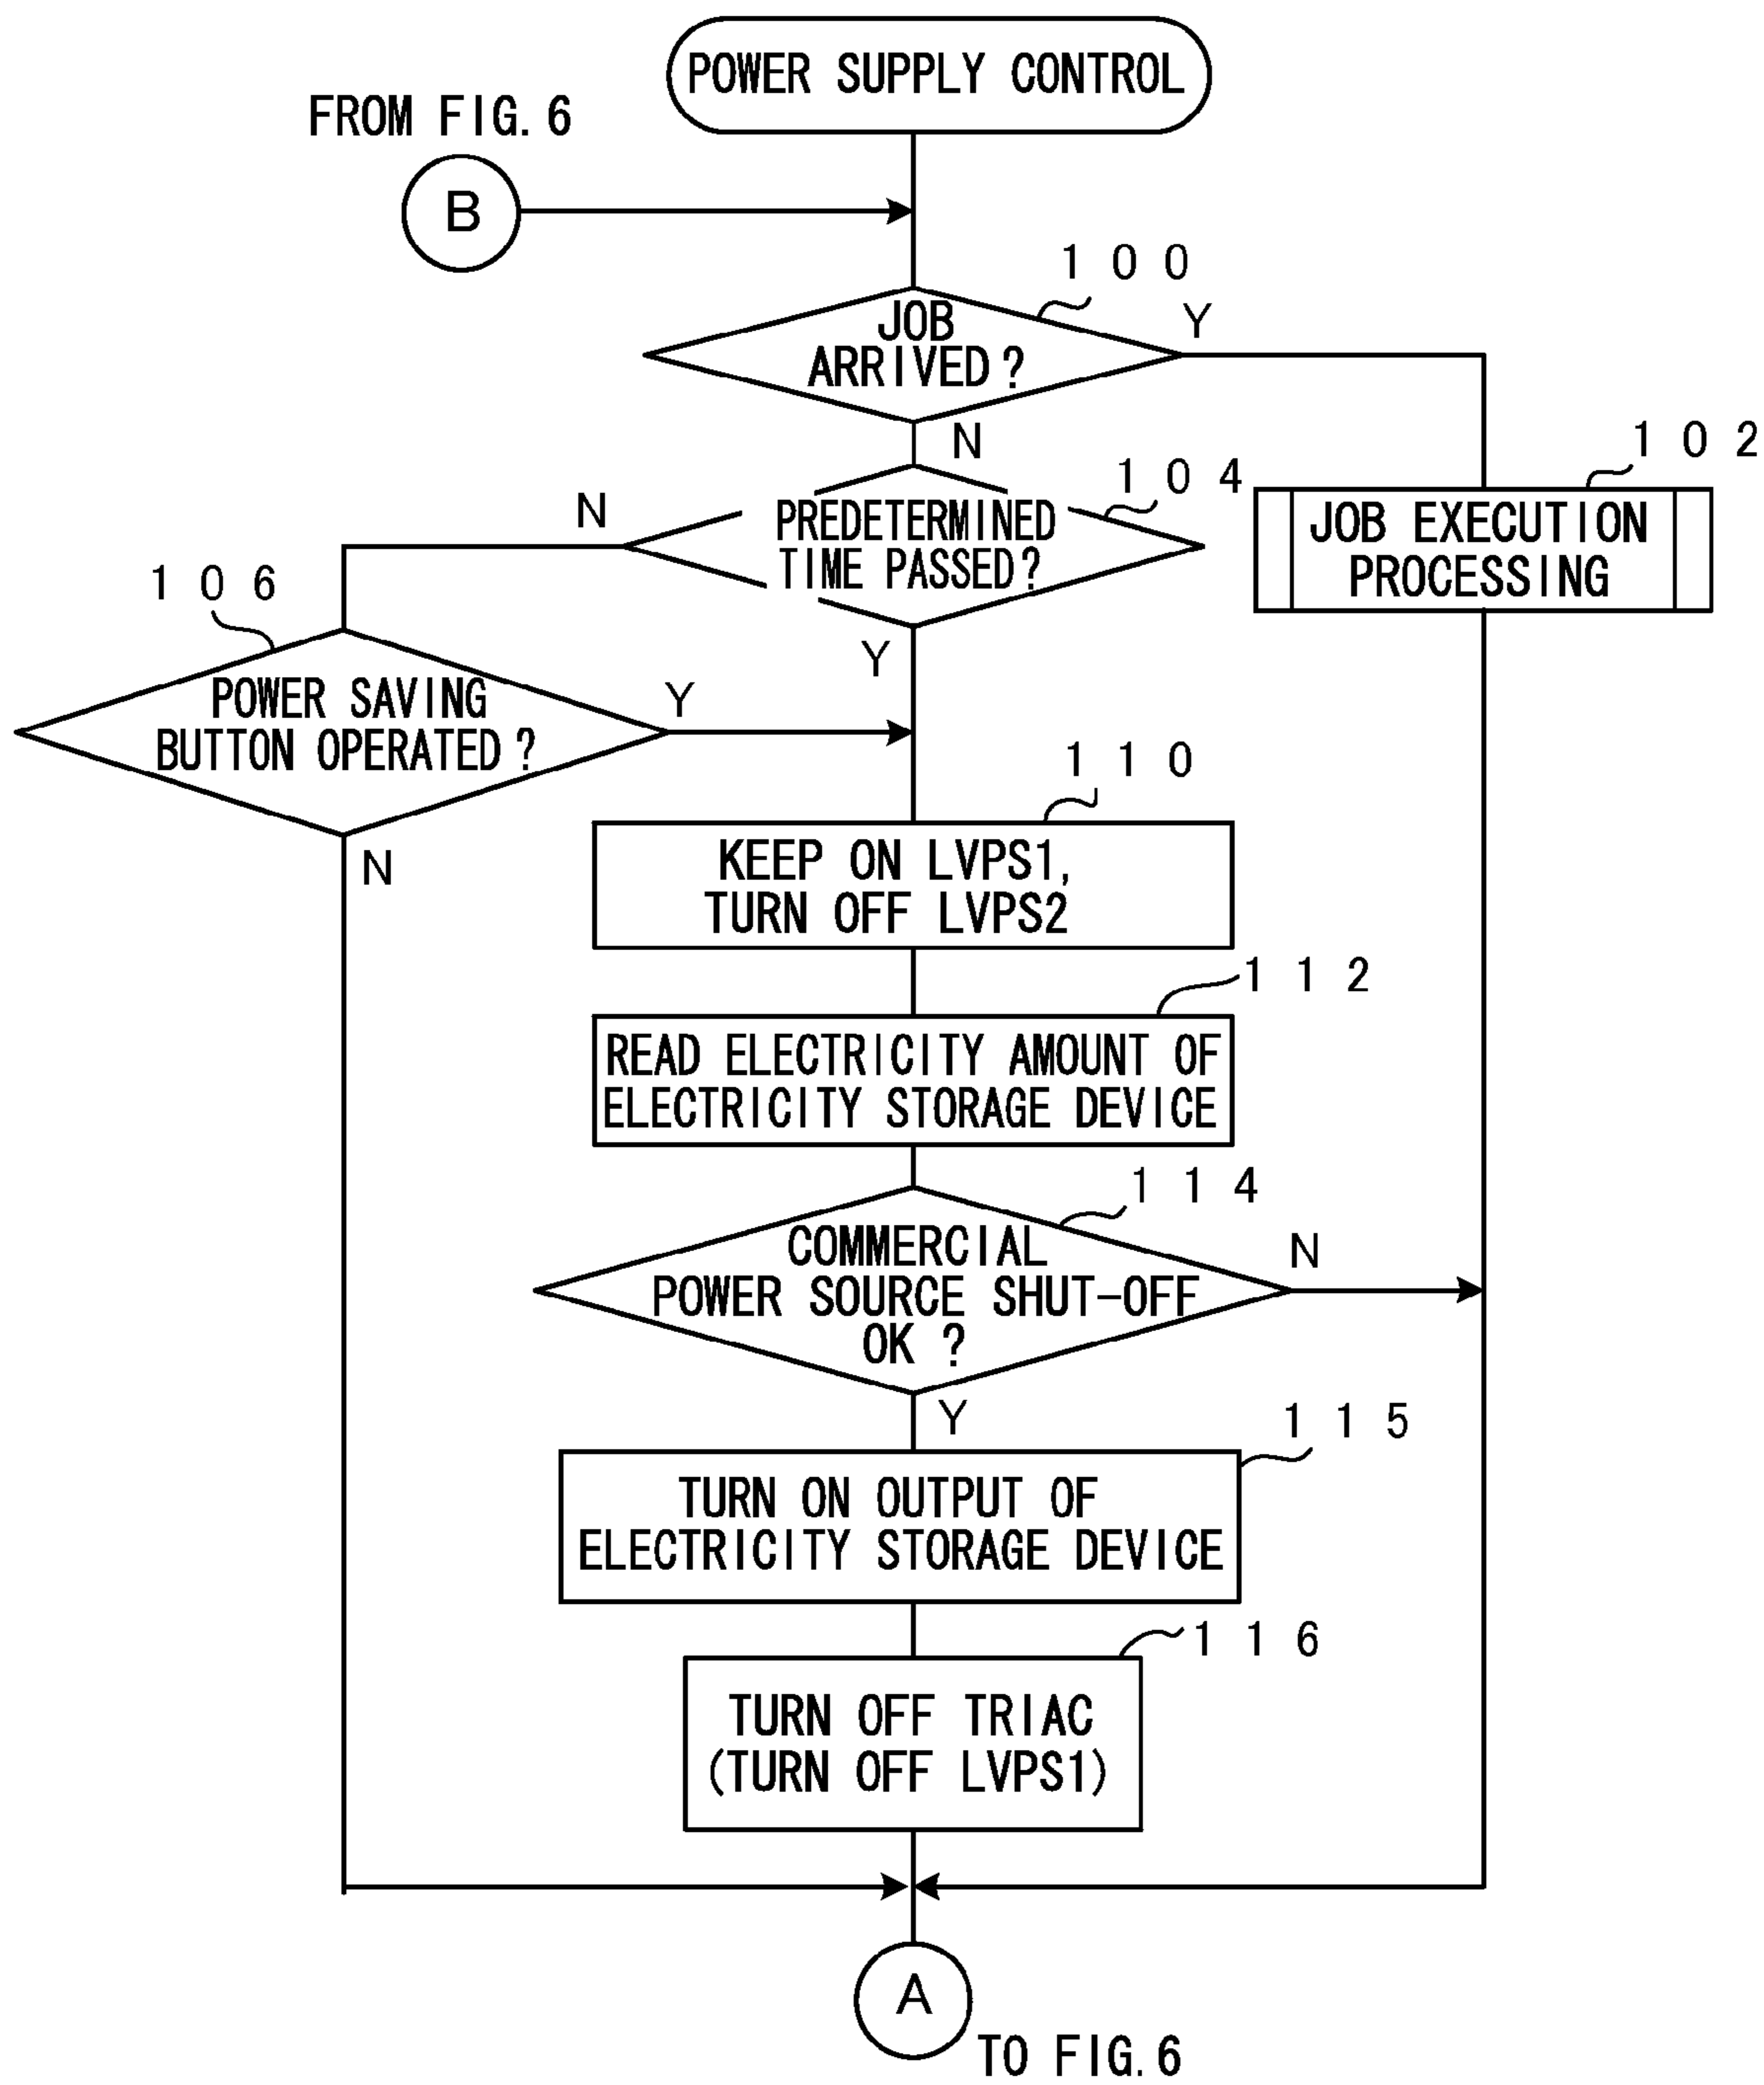 POWER SUPPLY CONTROL
FROM FIG. 6
B
100
JOB
ARRIVED?
Y
N
102
JOB EXECUTION
PROCESSING
104
PREDETERMINED
TIME PASSED?
N
Y
106
POWER SAVING
BUTTON OPERATED?
Y
N
110
KEEP ON LVPS1,
TURN OFF LVPS2
112
READ ELECTRICITY AMOUNT OF
ELECTRICITY STORAGE DEVICE
114
COMMERCIAL
POWER SOURCE SHUT-OFF
OK ?
N
Y
115
TURN ON OUTPUT OF
ELECTRICITY STORAGE DEVICE
116
TURN OFF TRIAC
(TURN OFF LVPS1)
A
TO FIG. 6